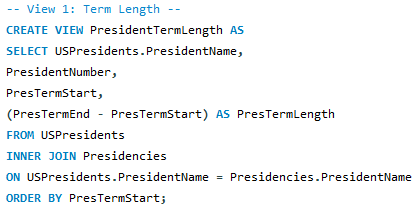 -- View 1: Term Length --
CREATE VIEW PresidentTermLength AS
SELECT USPresidents.PresidentName,
PresidentNumber,
PresTermStart,
(PresTermEnd - PresTermStart) AS PresTermLength
FROM USPresidents
INNER JOIN Presidencies
ON USPresidents.PresidentName = Presidencies.PresidentName
ORDER BY PresTermStart;